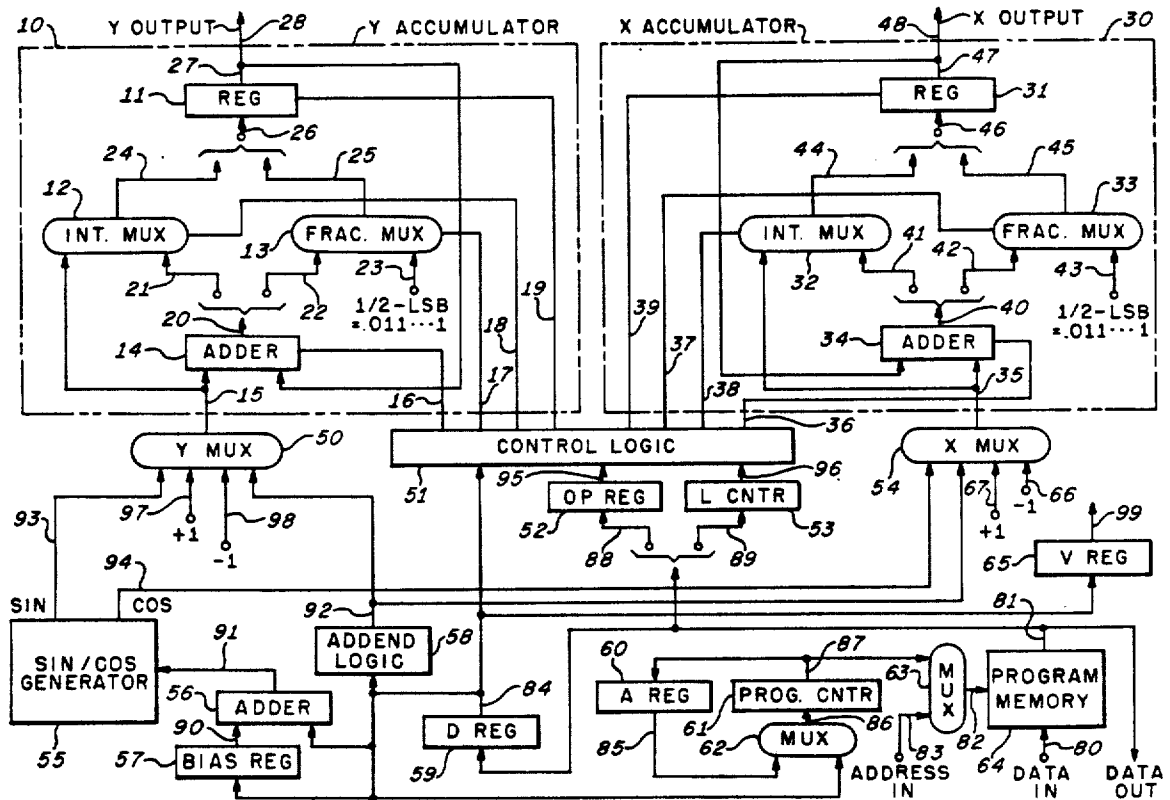 Y OUTPUT 28 Y ACCUMULATOR X ACCUMULATOR 48 X OUTPUT
10 30
27 47
11 REG REG 31
26 46
24 25 44 45
12 33
INT. MUX 13 FRAC. MUX INT. MUX FRAC. MUX
32 41 42
21 22 23 43
1/2-LSB
=.011···1
1/2-LSB
=.011···1
20 19 18 39 37 40
14 ADDER 34 ADDER
15 16 17 38 36 35
Y MUX 50 CONTROL LOGIC X MUX
51 95 96 54
93 97 98 OP REG L CNTR 67 66
+1 52 53 +1 -1
-1 88 89 99
94 65 V REG
SIN COS 92 81
SIN/COS
GENERATOR
91 ADDEND
LOGIC
58 60 87 63 MUX PROGRAM
MEMORY
56 ADDER 84 A REG 61 PROG. CNTR 82
90 D REG 85 62 MUX 86 83 64 80
55 57 BIAS REG 59 ADDRESS
IN
DATA
IN
DATA
OUT